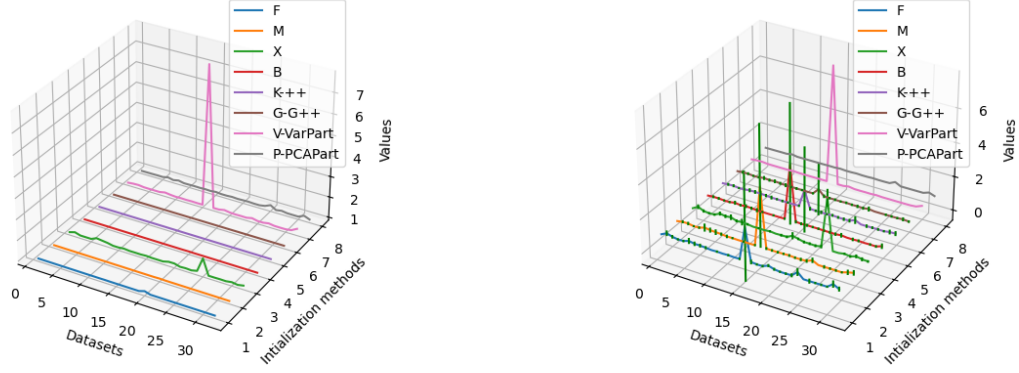 F
M
X
B
K-++
G-G++
V-VarPart
P-PCAPart
7
6
5
4
3
2
1
Values
0
5
10
15
20
25
30
Datasets
1
2
3
4
5
6
7
8
Intialization methods
F
M
X
B
K-++
G-G++
V-VarPart
P-PCAPart
6
4
2
0
Values
0
5
10
15
20
25
30
Datasets
1
2
3
4
5
6
7
8
Intialization methods